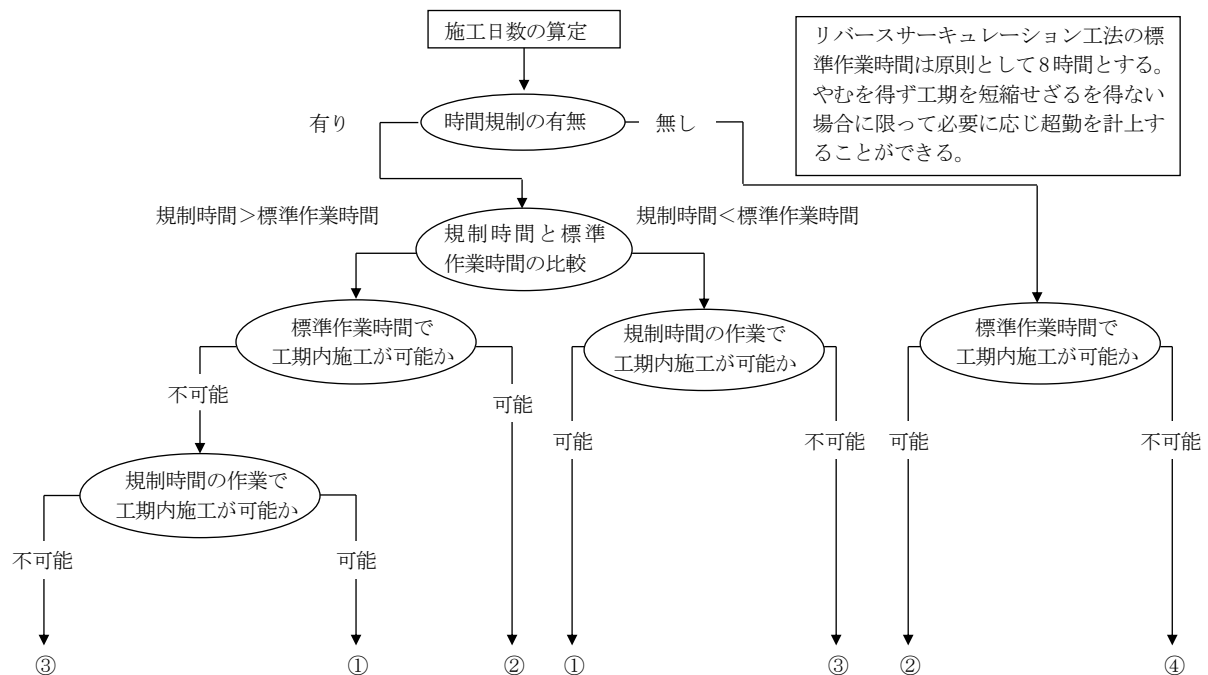 施工日数の算定
リバースサーキュレーション工法の標
準作業時間は原則として８時間とする。
やむを得ず工期を短縮せざるを得ない
場合に限って必要に応じ超勤を計上す
ることができる。
有り
時間規制の有無
無し
規制時間＞標準作業時間
規制時間＜標準作業時間
規制時間と標準
作業時間の比較
標準作業時間で
工期内施工が可能か
規制時間の作業で
工期内施工が可能か
標準作業時間で
工期内施工が可能か
不可能
可能
可能
不可能
可能
不可能
規制時間の作業で
工期内施工が可能か
不可能
可能
③
①
②
①
③
②
④